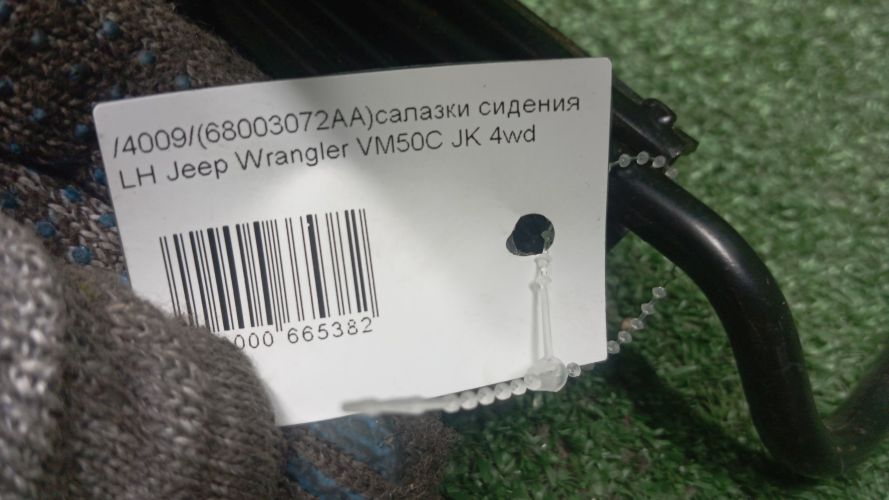 /4009/(68003072AA)салазки сидения
LH Jeep Wrangler VM50C JK 4wd
000 665382